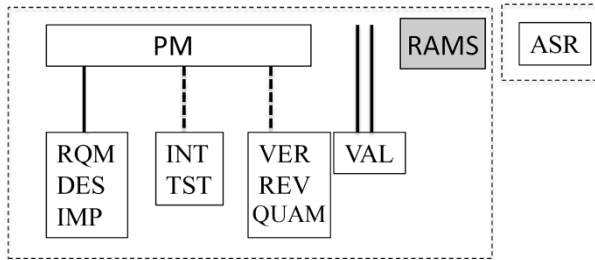 PM
RAMS
ASR
RQM
DES
IMP
INT
TST
VER
REV
QUAM
VAL